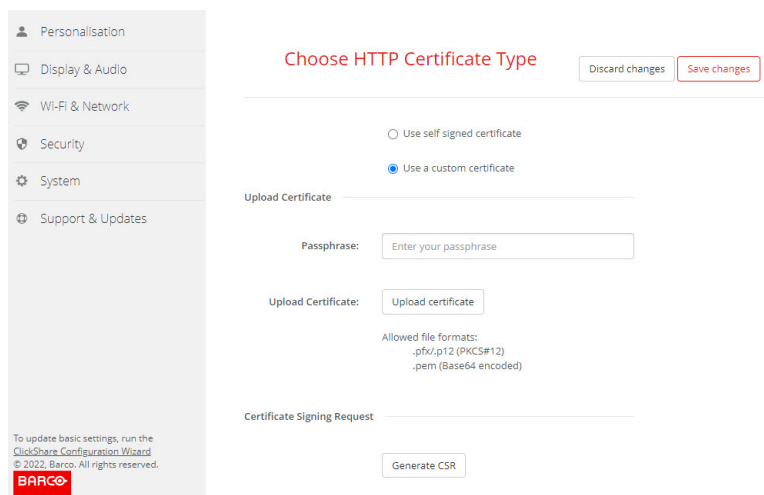 Personalisation
Display & Audio
Wi-Fi & Network
Security
System
Support & Updates
To update basic settings, run the
ClickShare Configuration Wizard
© 2022, Barco. All rights reserved.
BARCO
Choose HTTP Certificate Type
Discard changes
Save changes
Use self signed certificate
Use a custom certificate
Upload Certificate
Passphrase:
Enter your passphrase
Upload Certificate:
Upload certificate
Allowed file formats:
.pfx/.p12 (PKCS#12)
.pem (Base64 encoded)
Certificate Signing Request
Generate CSR